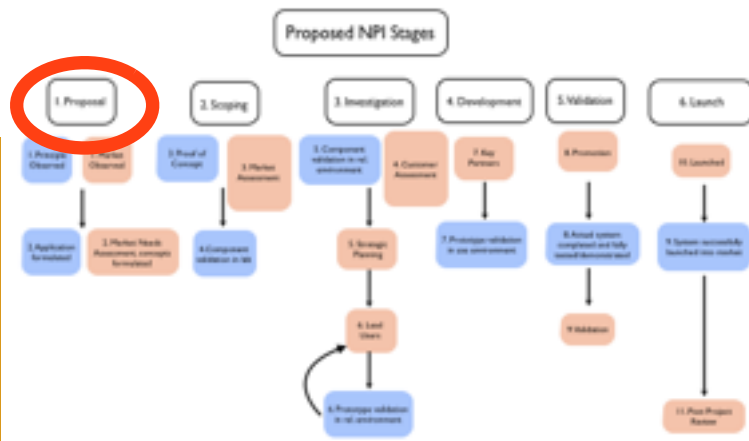 Proposed NPI Stages
1. Proposal
2. Scoping
3. Investigation
4. Development
5. Validation
6. Launch
1. Principle
Observed
1. Market
Observed
3. Proof of
Concept
3. Market
Assessment
5. Component
validation in rel.
environment
4. Customer
Assessment
7. Key
Partners
8. Promotion
10. Launched
2. Application
formulated
2. Market Needs
Assessment, concepts
formulated
4. Component
validation in lab
5. Strategic
Planning
7. Prototype validation
in use environment
8. Actual system
completed and fully
tested/demonstrated
9. System successfully
launched into market
6. Lead
Users
9. Validation
6. Prototype validation
in rel. environment
11. Post Project
Review